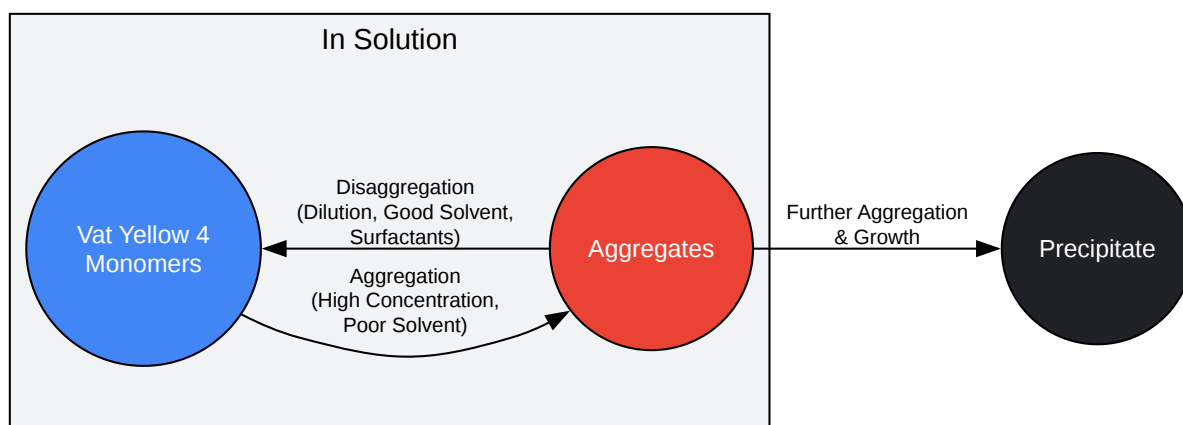 In Solution
Vat Yellow 4
Monomers
Disaggregation
(Dilution, Good Solvent,
Surfactants)
Aggregation
(High Concentration,
Poor Solvent)
Aggregates
Further Aggregation
& Growth
Precipitate